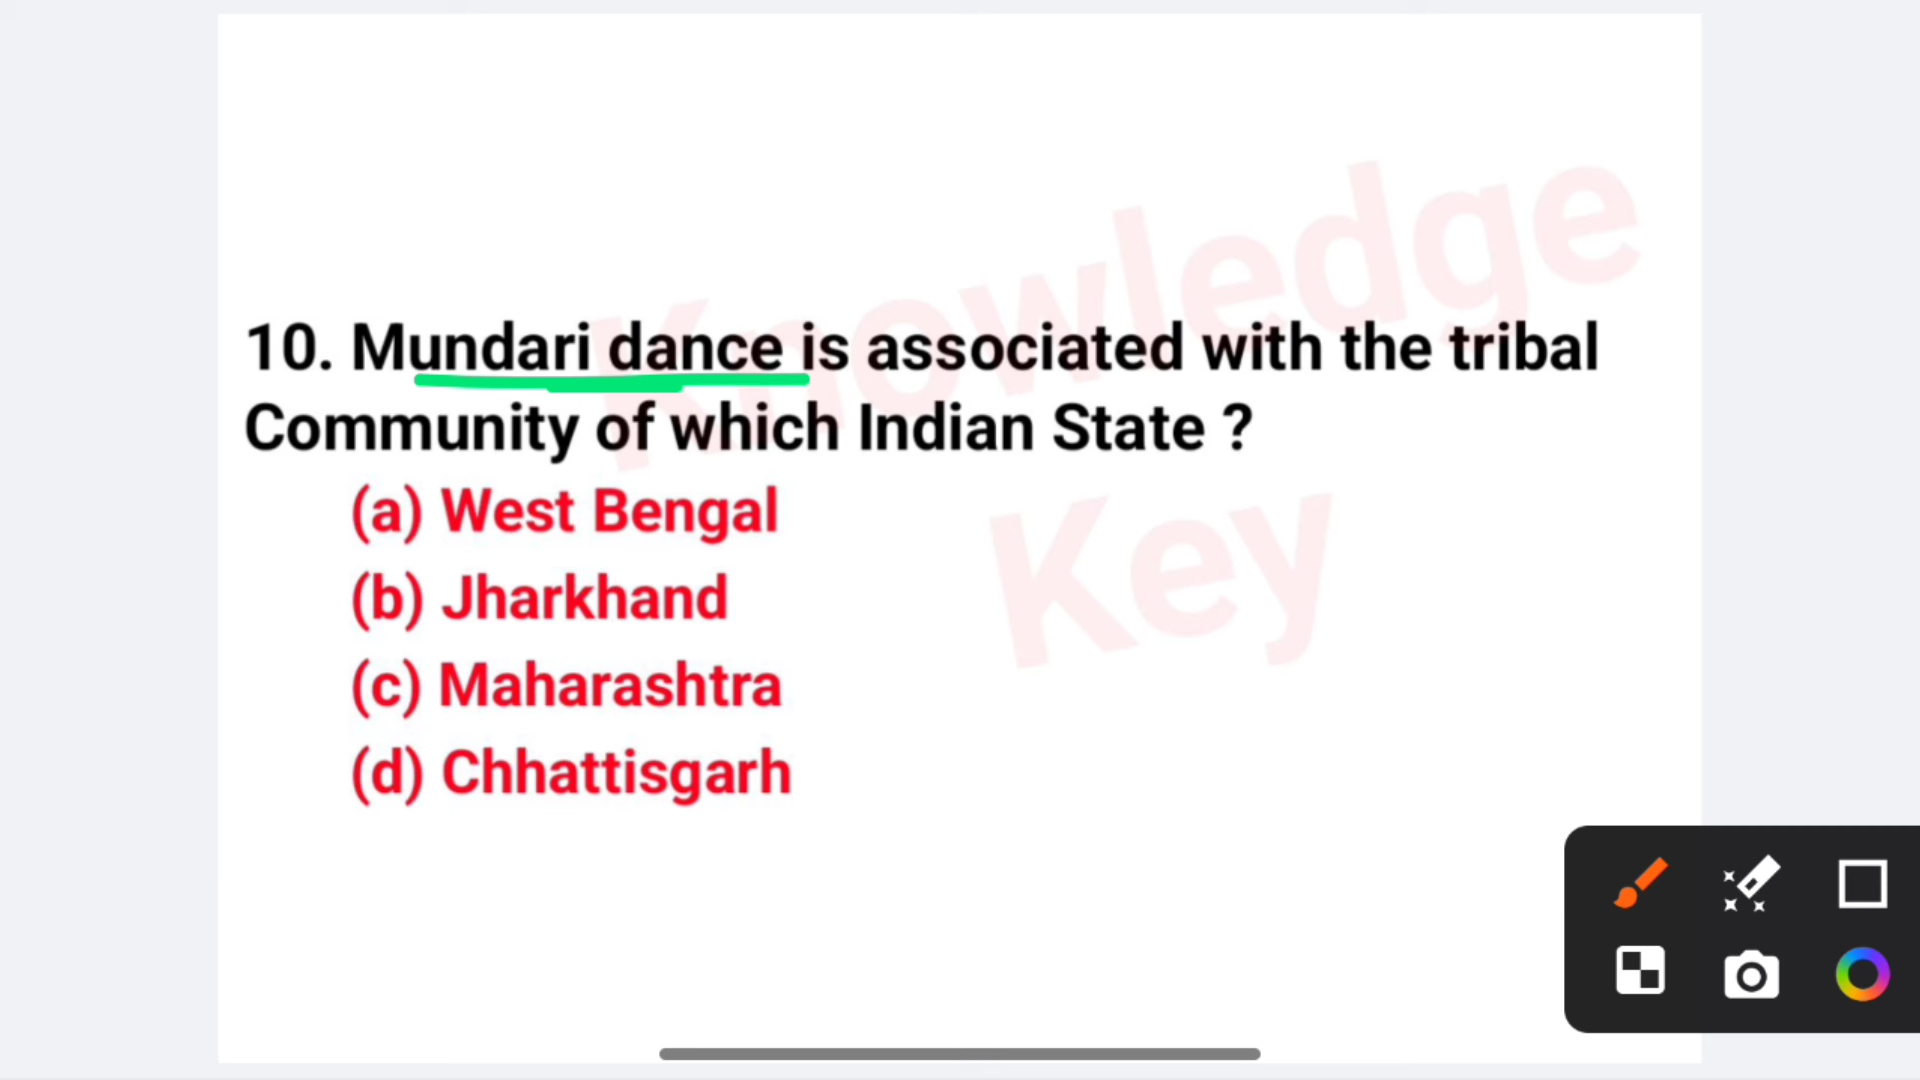 Knowledge
Key
10. Mundari dance is associated with the tribal
Community of which Indian State ?
(a) West Bengal
(b) Jharkhand
(c) Maharashtra
(d) Chhattisgarh